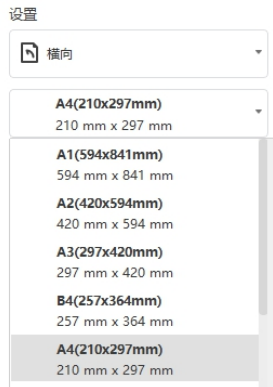 设置
横向
A4(210x297mm)
210 mm x 297 mm
A1(594x841mm)
594 mm x 841 mm
A2(420x594mm)
420 mm x 594 mm
A3(297x420mm)
297 mm x 420 mm
B4(257x364mm)
257 mm x 364 mm
A4(210x297mm)
210 mm x 297 mm